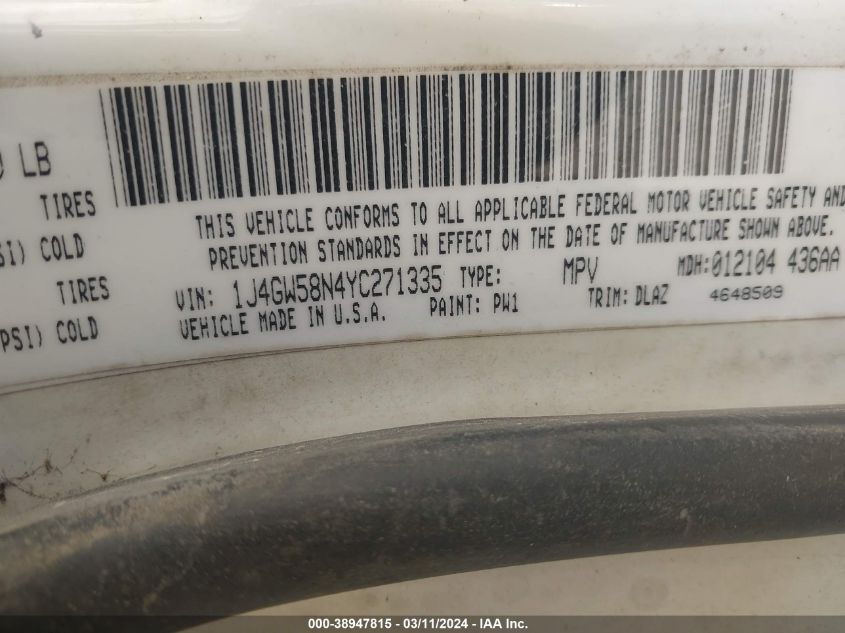 LB
TIRES
COLD
TIRES
PSI) COLD
THIS VEHICLE CONFORMS TO ALL APPLICABLE FEDERAL MOTOR VEHICLE SAFETY AND
PREVENTION STANDARDS IN EFFECT ON THE DATE OF MANUFACTURE SHOWN ABOVE.
VIN: 1J4GW58N4YC271335 TYPE: MPV MDH:012104 436AA
VEHICLE MADE IN U.S.A. PAINT: PW1 TRIM: DLAZ 4648509
000-38947815 - 03/11/2024 - IAA Inc.